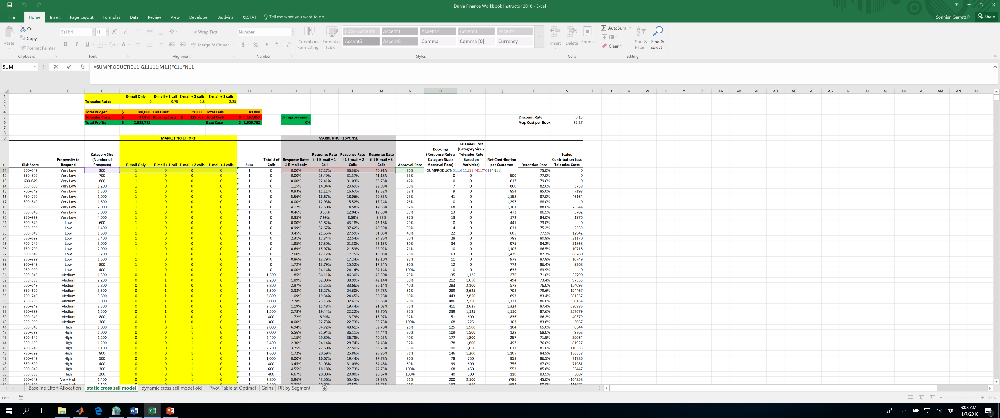 Dunia Finance Workbook Instructor 2018 - Excel
File Home Insert Page Layout Formulas Data Review View Developer Add-ins XLSTAT Tell me what you want to do... Sonnier, Garrett P Share
Cut
Copy
Format Painter
Paste
Clipboard
Calibri 11
B I U
Font
Wrap Text
Merge & Center
Alignment
Number
$ % ,
Number
Conditional Formatting
Format as Table
60% - Accent6 Accent1 Accent2 Accent3 Accent4
Accent5 Accent6 Comma Comma [0] Currency
Styles
Insert Delete Format
Cells
AutoSum
Fill
Clear
Sort & Filter
Find & Select
Editing
SUM fx =SUMPRODUCT(D11:G11,J11:M11)*C11*N11
A B C D E F G H I J K L M N O P Q R S T U V W X Y Z AA AB AC AD AE AF AG AH AI AJ AK AL AM AN AO
1 E-mail Only E-mail + 1 call E-mail + 2 calls E-mail + 3 calls
2 Telesales Rates 0 0.75 1.5 2.25
3
4 Total Budget $ 100,000 Call Limit 50,000 Total Calls 49,800
5 Telesales Costs $ 37,350 Booking Costs $ 129,707 Total Costs $ 167,057 % Improvement Discount Rate 0.15
6 Total Profits $ 2,959,782 Base Case $ 2,959,782 0% Acq. Cost per Book 25.27
7
8
9 MARKETING EFFORT MARKETING RESPONSE
10 Risk Score Propensity to Respond Category Size (Number of Prospects) E-mail Only E-mail + 1 call E-mail + 2 calls E-mail + 3 calls Sum Total # of Calls Response Rate: 1 E-mail only Response Rate if 1 E-mail + 1 Call Response Rate if 1 E-mail + 2 Calls Response Rate if 1 E-mail + 3 Calls Approval Rate Bookings (Response Rate x Category Size x Approval Rate) Telesales Cost (Category Size x Telesales Rate Based on Activities) Net Contribution per Customer Retention Rate Scaled Contribution Less Telesales Costs
11 500–549 Very Low 300 1 0 0 0 1 0 0.00% 27.27% 36.36% 40.91% 30% =SUMPRODUCT(D11:G11,J11:M11)*C11*N11 75.0% 0
12 550–599 Very Low 700 1 0 0 0 1 0 0.00% 25.49% 31.37% 41.18% 33% 0 0 500 77.0% 0
13 600-649 Very Low 800 1 0 0 0 1 0 0.00% 22.41% 31.03% 32.76% 42% 0 0 617 79.0% 0
14 650–699 Very Low 1,200 1 0 0 0 1 0 1.15% 14.94% 20.69% 22.99% 50% 7 0 860 82.0% 5759
15 700–749 Very Low 1,500 1 0 0 0 1 0 0.93% 11.11% 16.67% 18.52% 63% 9 0 854 85.0% 7198
16 750–799 Very Low 1,000 1 0 0 0 1 0 5.56% 16.67% 18.06% 20.83% 73% 41 0 1,158 87.0% 46164
17 800–849 Very Low 1,600 1 0 0 0 1 0 0.00% 12.93% 15.52% 17.24% 76% 0 0 1,297 88.0% 0
18 850–899 Very Low 2,000 1 0 0 0 1 0 4.17% 12.50% 14.58% 14.58% 82% 68 0 1,101 88.0% 73344
19 900–949 Very Low 3,000 1 0 0 0 1 0 0.46% 8.33% 12.04% 12.50% 93% 13 0 472 86.5% 5782
20 950–999 Very Low 4,000 1 0 0 0 1 0 0.35% 7.99% 8.68% 9.38% 97% 13 0 172 84.0% 1976
21 500–549 Low 600 1 0 0 0 1 0 0.00% 31.82% 43.18% 43.18% 29% 0 0 441 73.0% 0
22 550–599 Low 1,400 1 0 0 0 1 0 0.99% 32.67% 37.62% 40.59% 30% 4 0 631 75.2% 2539
23 600–649 Low 1,600 1 0 0 0 1 0 3.45% 21.55% 27.59% 31.03% 40% 22 0 605 77.5% 12942
24 650–699 Low 2,400 1 0 0 0 1 0 2.31% 17.34% 22.54% 24.86% 50% 28 0 788 80.8% 21170
25 700–749 Low 3,000 1 0 0 0 1 0 1.85% 17.59% 21.30% 23.15% 60% 34 0 975 84.2% 31868
26 750–799 Low 2,000 1 0 0 0 1 0 0.69% 15.97% 21.53% 22.92% 71% 10 0 1,105 86.5% 10716
27 800–849 Low 3,200 1 0 0 0 1 0 2.60% 12.12% 17.75% 19.05% 76% 63 0 1,439 87.7% 88780
28 850–899 Low 1,600 1 0 0 0 1 0 0.86% 13.79% 17.24% 18.10% 82% 11 0 978 87.8% 10749
29 900–949 Low 800 1 0 0 0 1 0 1.72% 13.79% 15.52% 17.24% 90% 12 0 772 86.4% 9268
30 950–999 Low 400 1 0 0 0 1 0 0.00% 24.14% 24.14% 24.14% 100% 0 0 633 83.9% 0
31 500–549 Medium 1,500 0 1 0 0 1 1,500 1.85% 36.11% 46.30% 46.30% 25% 135 1,125 276 71.0% 32790
32 550–599 Medium 2,200 0 1 0 0 1 2,200 1.89% 32.08% 38.99% 42.14% 30% 212 1,650 494 73.4% 97555
33 600–649 Medium 2,800 0 1 0 0 1 2,800 2.97% 25.25% 33.66% 36.14% 40% 283 2,100 578 76.0% 154093
34 650–699 Medium 3,500 0 1 0 0 1 3,500 2.38% 16.27% 24.60% 27.78% 51% 289 2,625 708 79.6% 194467
35 700–749 Medium 3,800 0 1 0 0 1 3,800 1.09% 19.34% 24.45% 26.28% 60% 443 2,850 893 83.4% 381337
36 750–799 Medium 3,000 0 1 0 0 1 3,000 2.78% 23.15% 32.41% 35.65% 70% 486 2,250 1,121 86.0% 530154
37 800–849 Medium 3,500 0 1 0 0 1 3,500 1.19% 15.48% 19.44% 21.03% 76% 411 2,625 1,324 87.4% 530886
38 850–899 Medium 1,500 0 1 0 0 1 1,500 2.78% 19.44% 22.22% 28.70% 82% 239 1,125 1,110 87.6% 257679
39 900–949 Medium 800 0 1 0 0 1 800 1.72% 6.90% 13.79% 18.97% 92% 51 600 836 86.2% 40379
40 950–999 Medium 300 0 1 0 0 1 300 0.00% 22.73% 22.73% 22.73% 100% 68 225 103 83.8% 5067
41 500–549 High 1,000 0 0 1 0 1 2,000 6.94% 34.72% 48.61% 52.78% 26% 125 1,500 104 65.0% 8344
42 550–599 High 1,000 0 0 1 0 1 2,000 5.56% 31.94% 36.11% 44.44% 30% 109 1,500 128 68.0% 9762
43 600–649 High 1,200 0 0 1 0 1 2,400 1.15% 29.89% 36.78% 40.23% 40% 177 1,800 257 71.5% 39064
44 650–699 High 1,200 0 0 1 0 1 2,400 2.30% 24.14% 28.74% 34.48% 52% 178 1,800 497 76.0% 81927
45 700–749 High 1,100 0 0 1 0 1 2,200 3.75% 22.50% 27.50% 33.75% 63% 190 1,650 613 81.0% 110353
46 750–799 High 800 0 0 1 0 1 1,600 1.72% 20.69% 25.86% 25.86% 71% 146 1,200 1,105 84.5% 156558
47 800–849 High 500 0 0 1 0 1 1,000 0.00% 16.67% 19.44% 27.78% 80% 78 750 958 86.5% 71786
48 850–899 High 400 0 0 1 0 1 800 3.45% 31.03% 31.03% 34.48% 80% 99 600 756 87.0% 71981
49 900–949 High 300 0 0 1 0 1 600 4.55% 18.18% 22.73% 22.73% 100% 68 450 552 85.8% 35447
50 950–999 High 200 0 0 1 0 1 400 6.67% 20.00% 20.00% 26.67% 100% 40 300 110 83.5% 3087
51 500–549 Very High 1,400 0 0 1 0 1 2,800 3.96% 43.56% 55.45% 62.38% 26% 200 2,100 (786) 45.0% -164358
Baseline Effort Allocation static cross sell model dynamic cross sell model old Pivot Table at Optimal Gains RR by Segment
Edit 75%
9:08 AM
11/7/2018